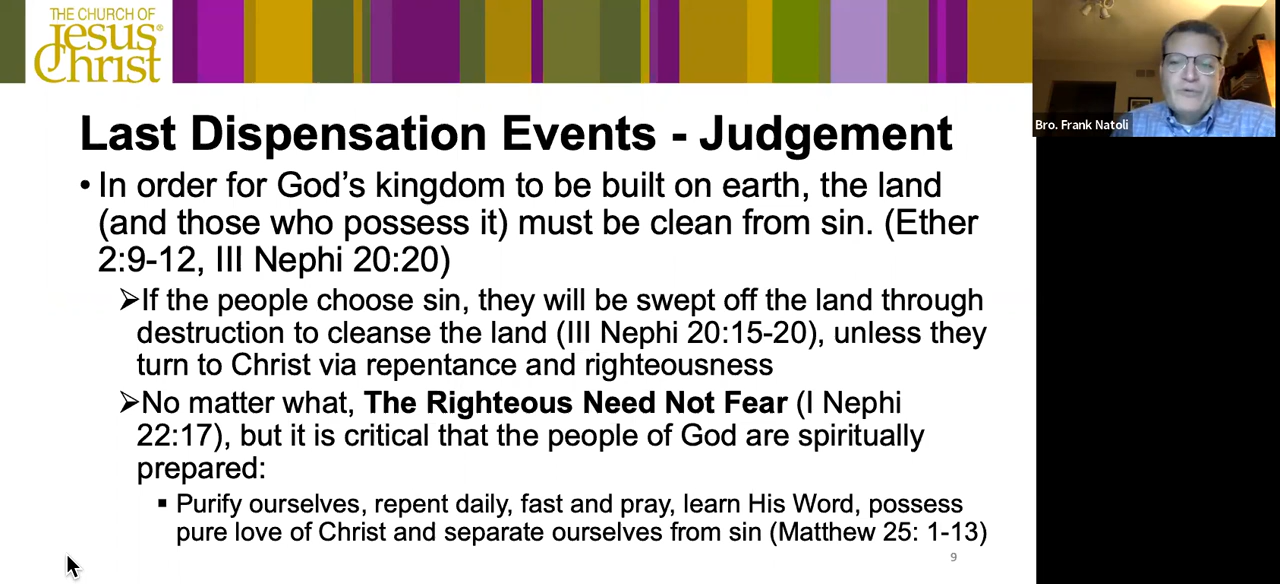 THE CHURCH OF
Jesus®
Christ
Bro. Frank Natoli
Last Dispensation Events - Judgement
• In order for God’s kingdom to be built on earth, the land
(and those who possess it) must be clean from sin. (Ether
2:9-12, III Nephi 20:20)
➢If the people choose sin, they will be swept off the land through
destruction to cleanse the land (III Nephi 20:15-20), unless they
turn to Christ via repentance and righteousness
➢No matter what, The Righteous Need Not Fear (I Nephi
22:17), but it is critical that the people of God are spiritually
prepared:
▪ Purify ourselves, repent daily, fast and pray, learn His Word, possess
pure love of Christ and separate ourselves from sin (Matthew 25: 1-13)
9